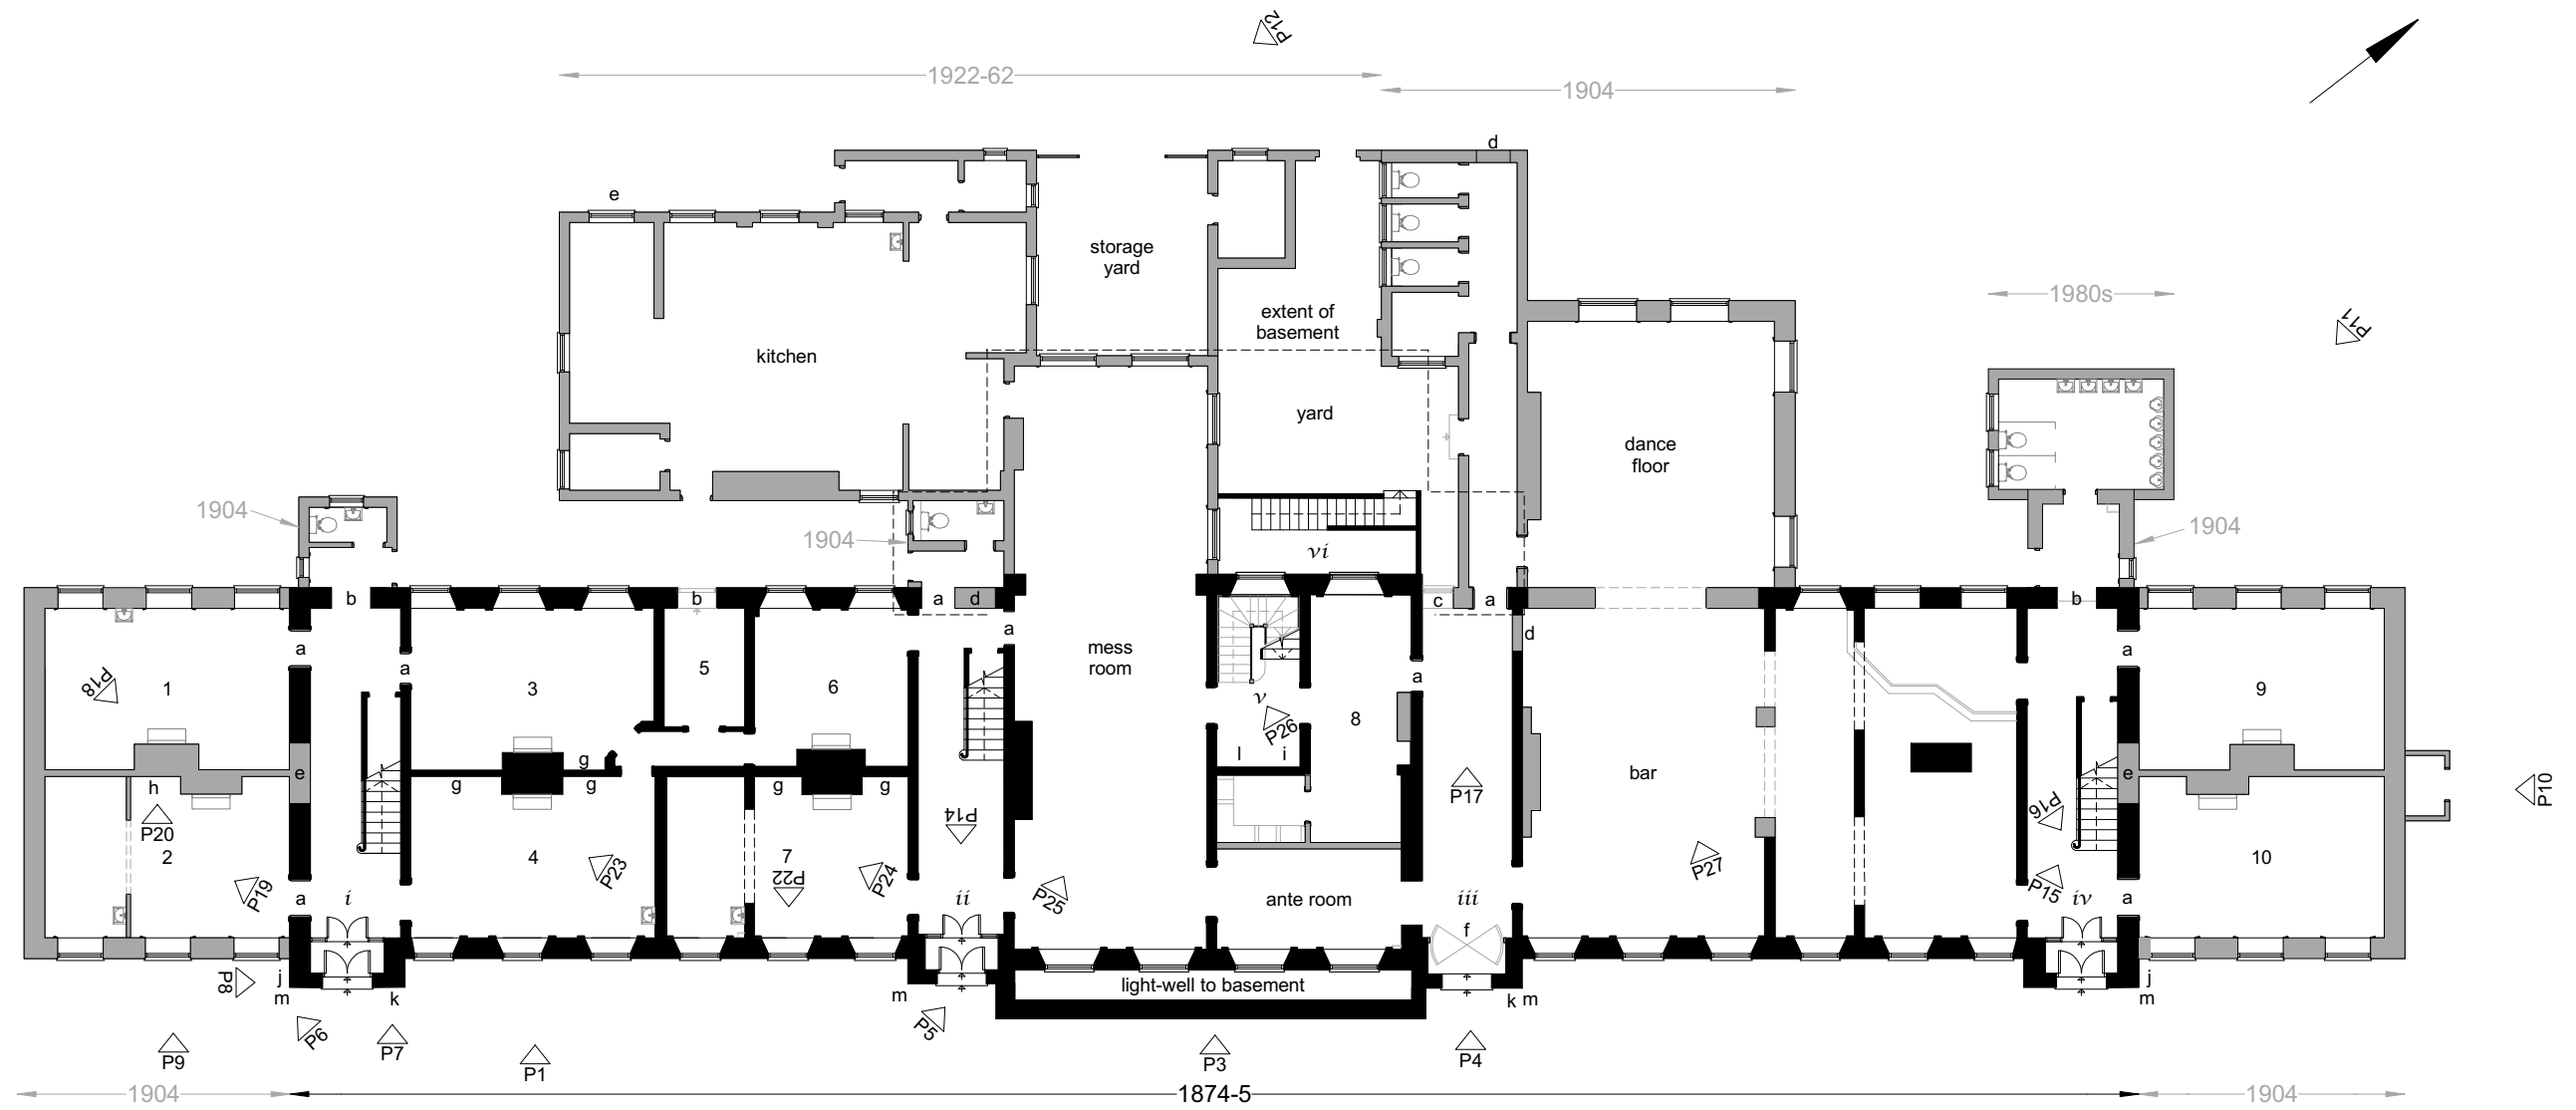 P12
1922-62
1904
d
e
storage
yard
1980s
P11
extent of
basement
kitchen
yard
dance
floor
1904
1904
1904
vi
b
b
a
d
c
a
b
a
a
a
d
a
a
5
mess
room
P18
1
3
6
v
P26
8
9
g
g
g
g
g
l
i
h
e
bar
e
P17
P10
P20
2
4
P23
7
P22
P24
P14
P27
P16
10
P19
a
i
ii
P25
ante room
iii
P15
iv
a
f
P8
j
m
k
m
light-well to basement
k
m
j
m
P6
P7
P5
P9
P1
P3
P4
1904
1874-5
1904